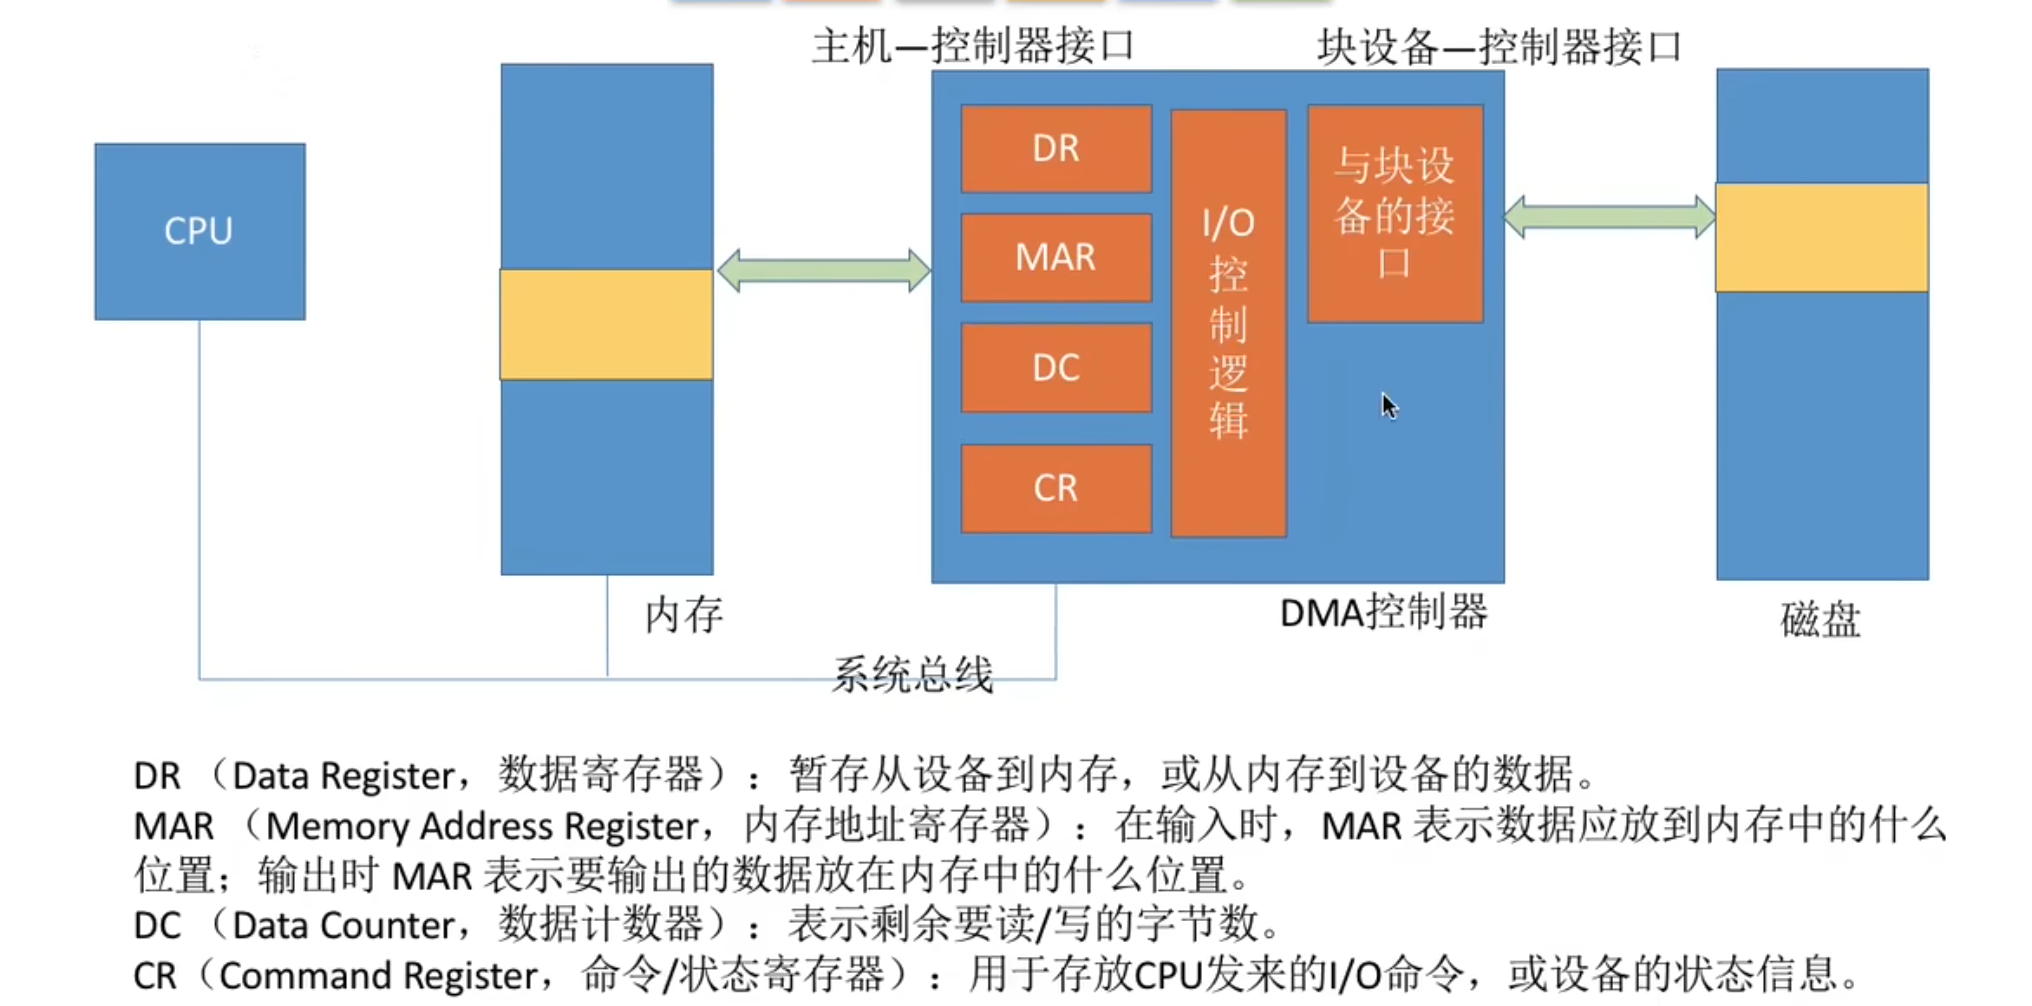 主机—控制器接口
块设备—控制器接口
CPU
DR
MAR
DC
CR
I/O
控
制
逻
辑
与块设
备的接
口
内存
DMA控制器
磁盘
系统总线
DR （Data Register，数据寄存器）：暂存从设备到内存，或从内存到设备的数据。
MAR （Memory Address Register，内存地址寄存器）：在输入时，MAR 表示数据应放到内存中的什么
位置；输出时 MAR 表示要输出的数据放在内存中的什么位置。
DC （Data Counter，数据计数器）：表示剩余要读/写的字节数。
CR（Command Register，命令/状态寄存器）：用于存放CPU发来的I/O命令，或设备的状态信息。